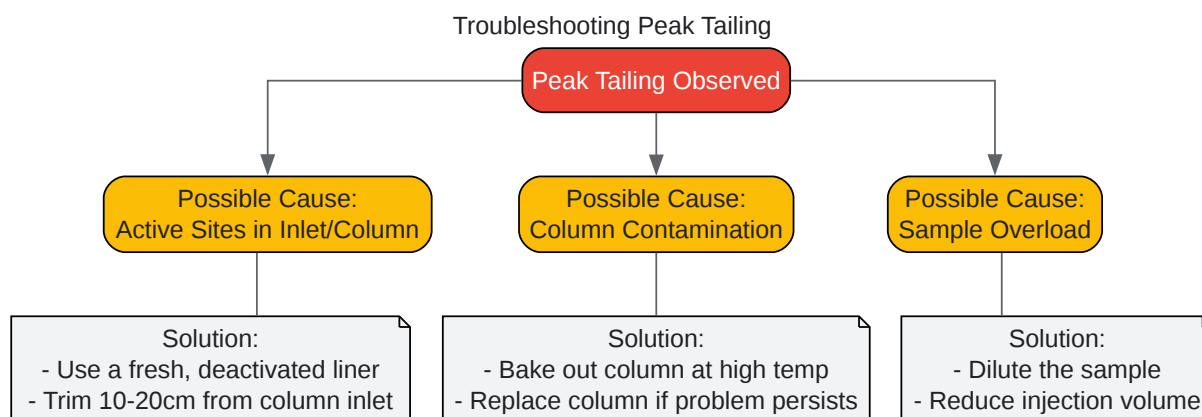 Troubleshooting Peak Tailing
Peak Tailing Observed
Possible Cause:
Active Sites in Inlet/Column
Possible Cause:
Column Contamination
Possible Cause:
Sample Overload
Solution:
- Use a fresh, deactivated liner
- Trim 10-20cm from column inlet
Solution:
- Bake out column at high temp
- Replace column if problem persists
Solution:
- Dilute the sample
- Reduce injection volume